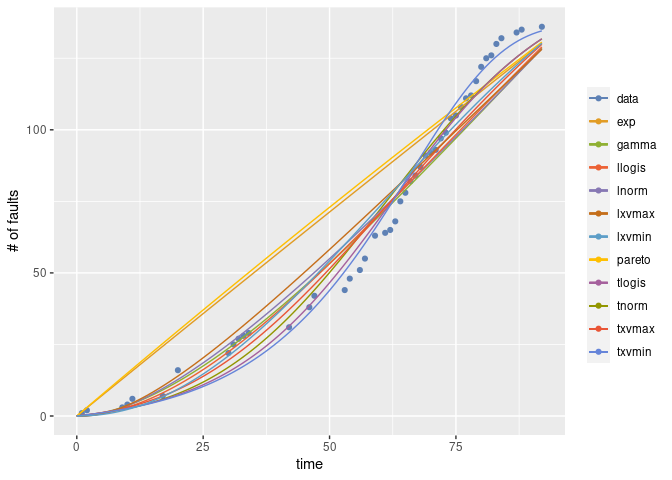 # of faults
100
50
0
0
25
50
75
time
data
exp
gamma
llogis
lnorm
lxvmax
lxvmin
pareto
tlogis
tnorm
txvmax
txvmin